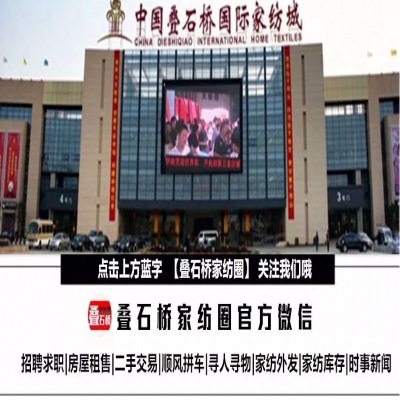 中国叠石桥国际家纺城
CHINA DIESHIQIAO INTERNATIONAL HOME TEXTILES
3号门
点击上方蓝字 【叠石桥家纺圈】 关注我们哦
叠石桥
叠石桥家纺圈官方微信
招聘求职|房屋租售|二手交易|顺风拼车|寻人寻物|家纺外发|家纺库存|时事新闻